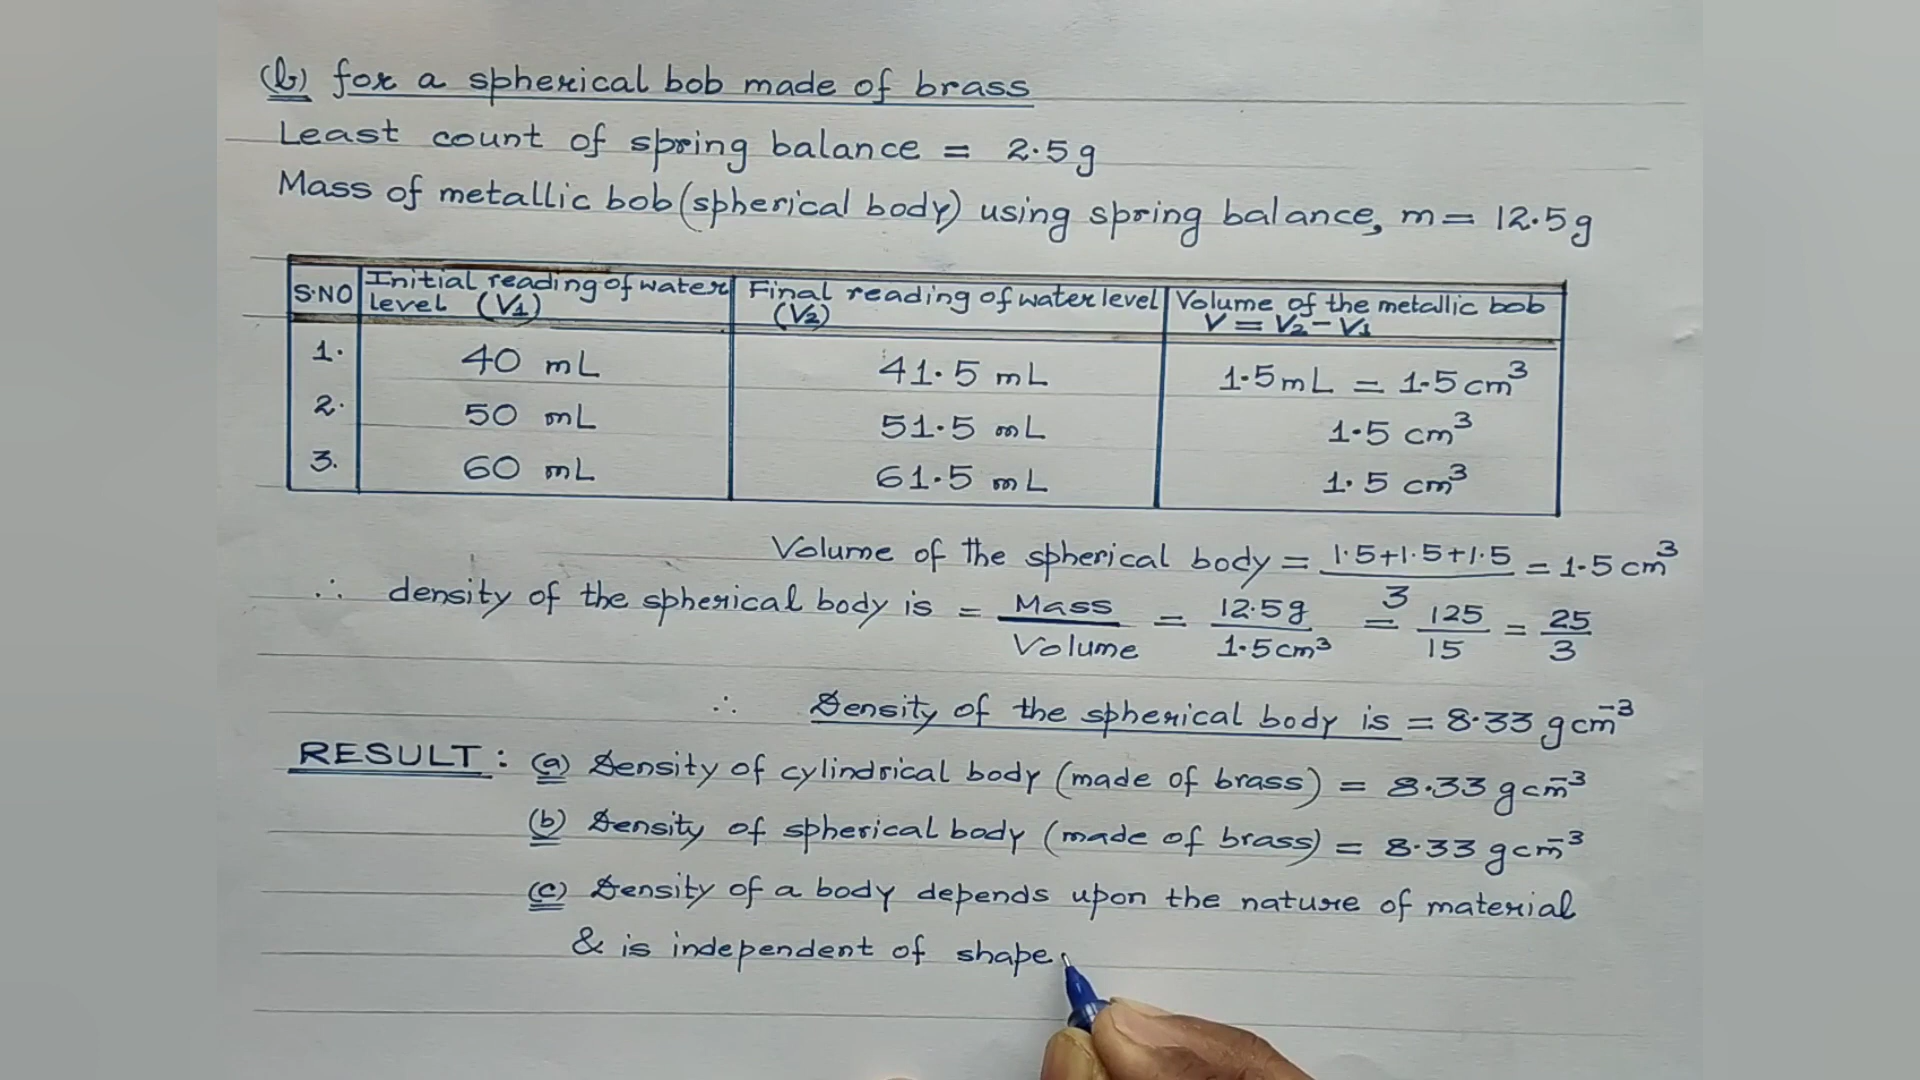 (b) for a spherical bob made of brass
Least count of spring balance = 2.5g
Mass of metallic bob (spherical body) using spring balance, m = 12.5g
S.NO Initial reading of water level (V1) Final reading of water level (V2) Volume of the metallic bob V = V2 - V1
1. 40 mL 41.5 mL 1.5 mL = 1.5 cm³
2. 50 mL 51.5 mL 1.5 cm³
3. 60 mL 61.5 mL 1.5 cm³
Volume of the spherical body = 1.5+1.5+1.5 / 3 = 1.5 cm³
∴ density of the spherical body is = Mass / Volume = 12.5g / 1.5cm³ = 125 / 15 = 25 / 3
∴ Density of the spherical body is = 8.33 g cm⁻³
RESULT : (a) Density of cylindrical body (made of brass) = 8.33 g cm⁻³
(b) Density of spherical body (made of brass) = 8.33 g cm⁻³
(c) Density of a body depends upon the nature of material
& is independent of shape